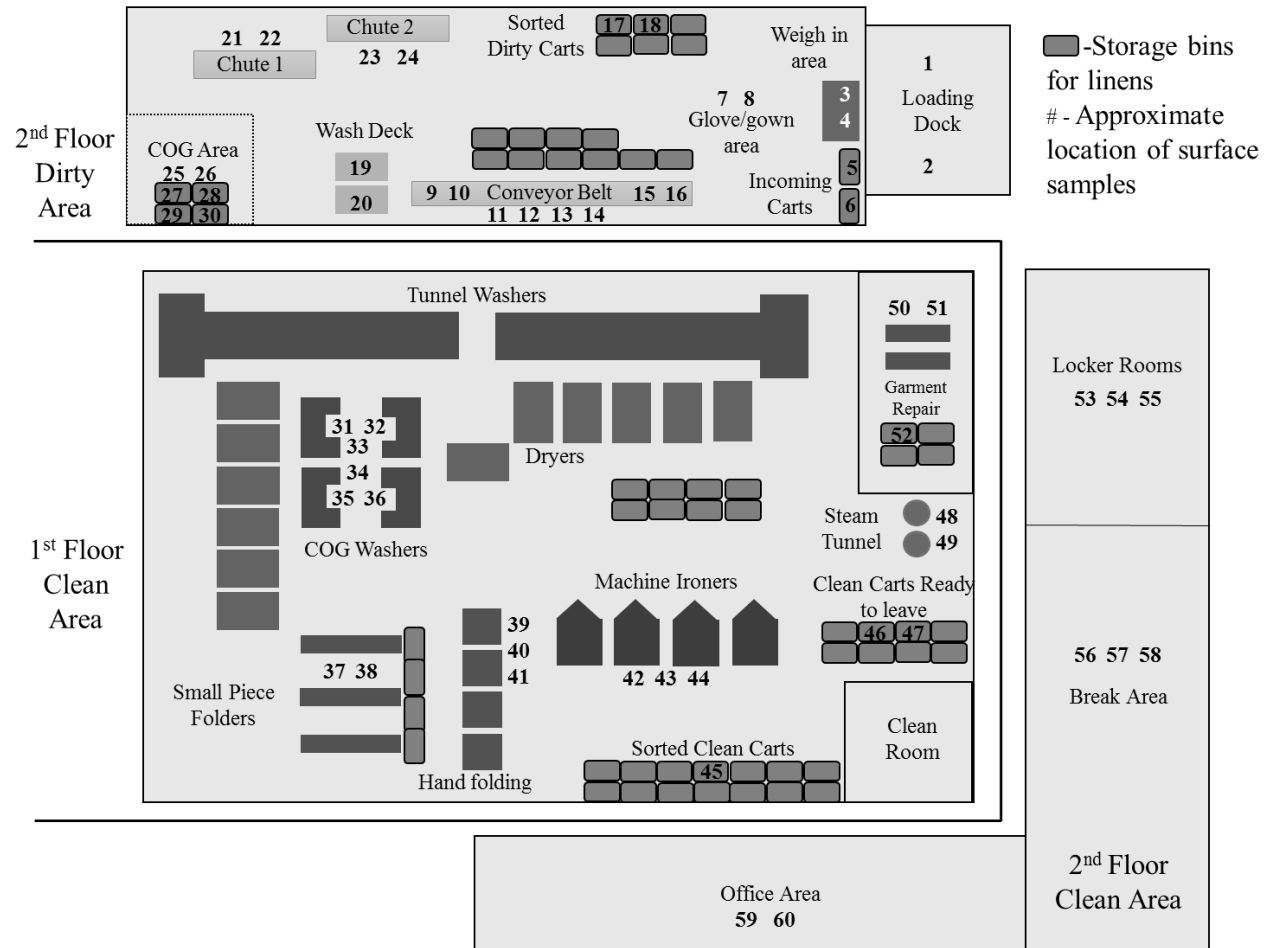 21 22
Chute 1
Chute 2
23 24
Sorted
Dirty Carts
17 18
Weigh in
area
3
4
1
Loading
Dock
2
-Storage bins
for linens
# - Approximate
location of surface
samples
2nd Floor
Dirty
Area
COG Area
25 26
27 28
29 30
Wash Deck
19
20
7 8
Glove/gown
area
9 10 Conveyor Belt 15 16
11 12 13 14
Incoming
Carts
5
6
1st Floor
Clean
Area
Tunnel Washers
31 32
33
34
35 36
COG Washers
Dryers
50 51
Garment
Repair
52
Steam
Tunnel
48
49
Machine Ironers
42 43 44
Clean Carts Ready
to leave
46 47
37 38
Small Piece
Folders
39
40
41
Hand folding
Sorted Clean Carts
45
Clean
Room
Locker Rooms
53 54 55
56 57 58
Break Area
2nd Floor
Clean Area
Office Area
59 60